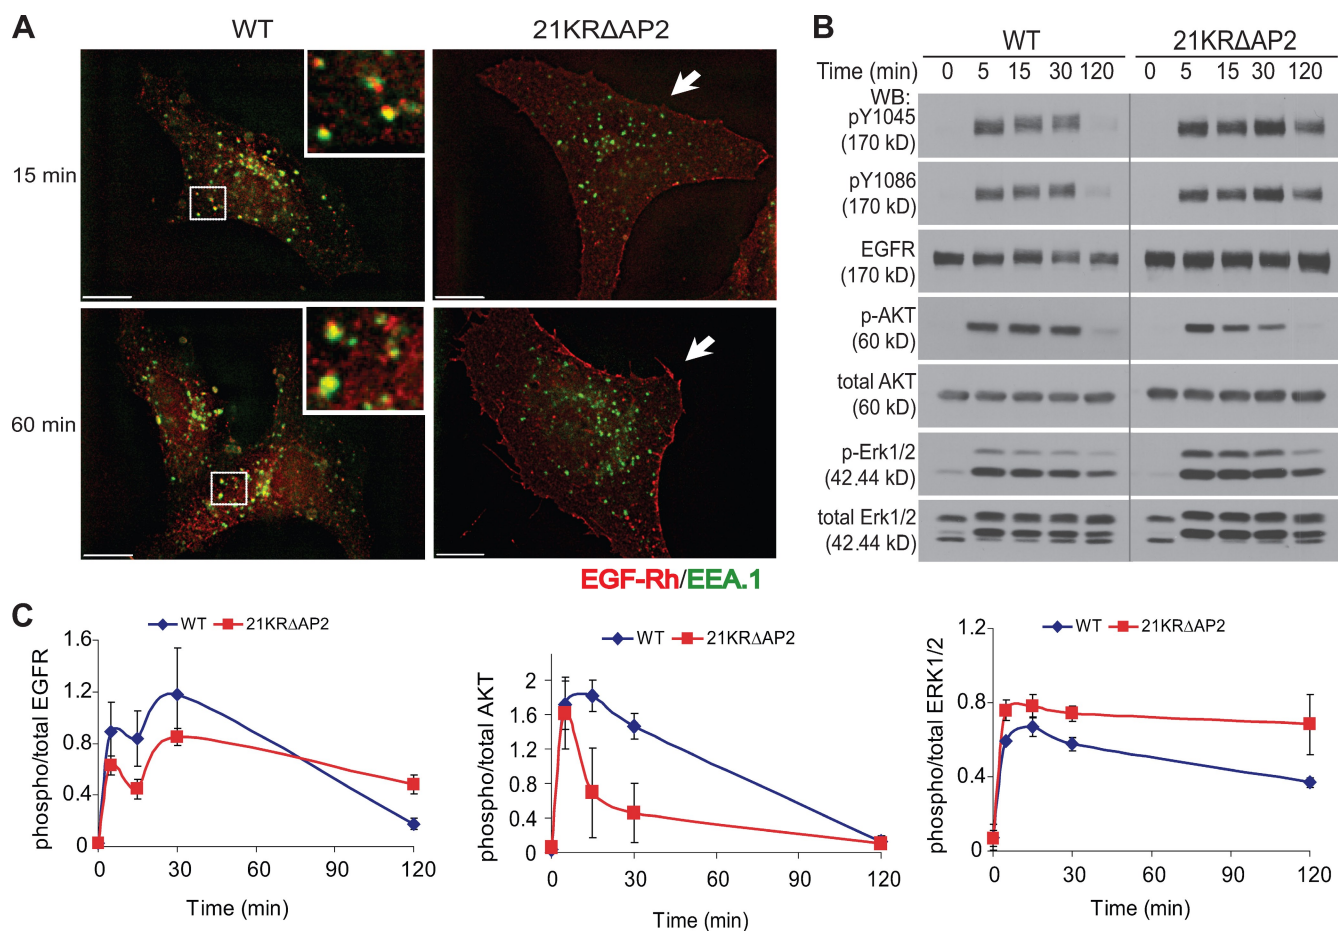 A
WT
21KRΔAP2
15 min
60 min
EGF-Rh/EEA.1
B
WT
21KRΔAP2
Time (min) 0 5 15 30 120 0 5 15 30 120
WB:
pY1045
(170 kD)
pY1086
(170 kD)
EGFR
(170 kD)
p-AKT
(60 kD)
total AKT
(60 kD)
p-Erk1/2
(42.44 kD)
total Erk1/2
(42.44 kD)
C
WT 21KRΔAP2
phospho/total EGFR
1.6
1.2
0.8
0.4
0
0 30 60 90 120
Time (min)
WT 21KRΔAP2
phospho/total AKT
2
1.6
1.2
0.8
0.4
0
0 30 60 90 120
Time (min)
WT 21KRΔAP2
phospho/total ERK1/2
1.2
0.8
0.4
0
0 30 60 90 120
Time (min)